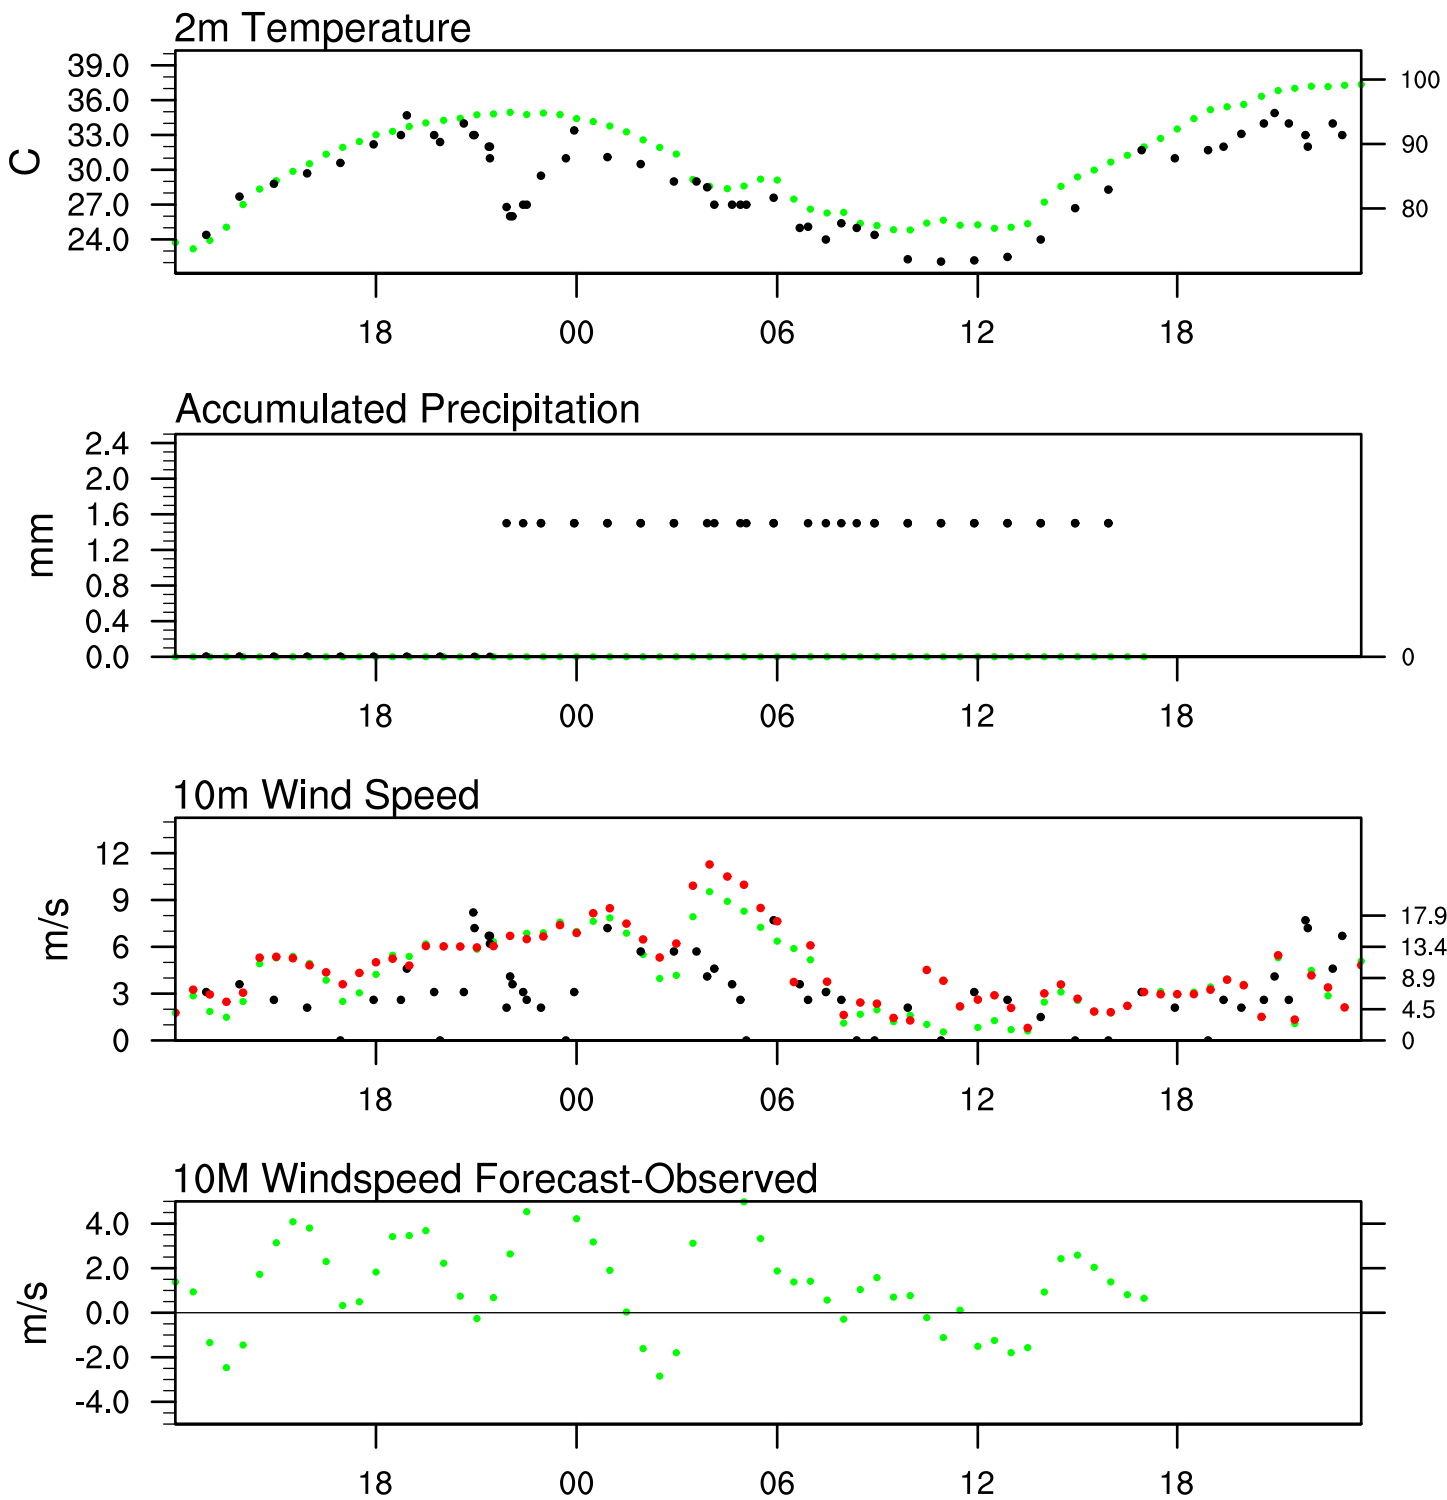 2m Temperature
39.0
36.0
33.0
30.0
27.0
24.0
C
100
90
80
18 00 06 12 18
Accumulated Precipitation
2.4
2.0
1.6
1.2
0.8
0.4
0.0
mm
0
18 00 06 12 18
10m Wind Speed
12
9
6
3
0
m/s
17.9
13.4
8.9
4.5
0
18 00 06 12 18
10M Windspeed Forecast-Observed
4.0
2.0
0.0
-2.0
-4.0
m/s
18 00 06 12 18